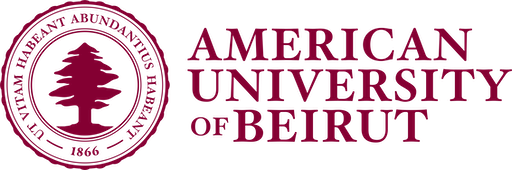 UT VITAM HABEANT ABUNDANTIUS HABEANT
1866
AMERICAN
UNIVERSITY
OF BEIRUT